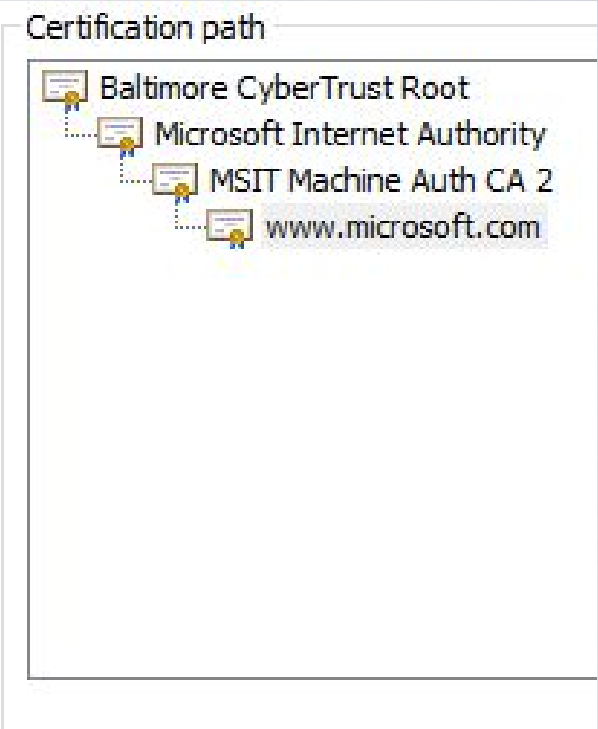 Certification path
Baltimore CyberTrust Root
Microsoft Internet Authority
MSIT Machine Auth CA 2
www.microsoft.com